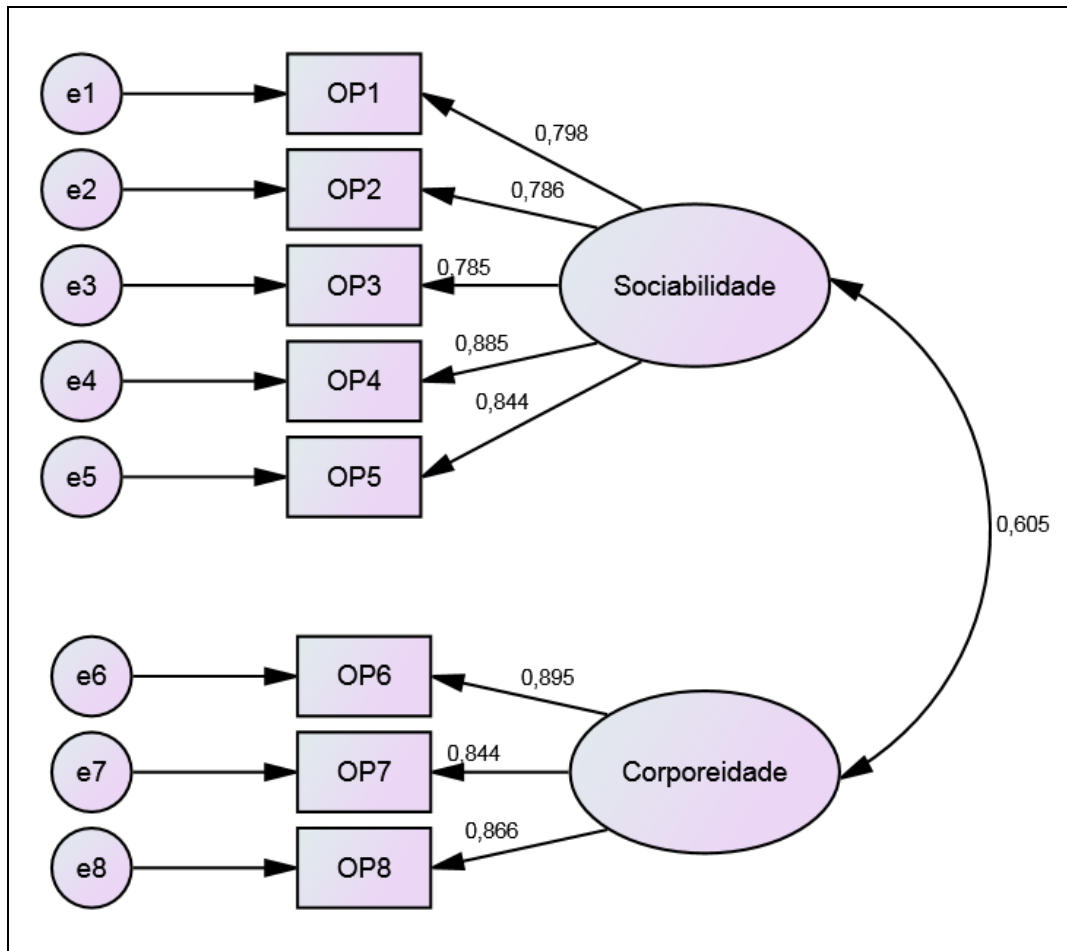 e1
OP1
0,798
e2
OP2
0,786
e3
OP3
0,785
Sociabilidade
e4
OP4
0,885
e5
OP5
0,844
0,605
e6
OP6
0,895
e7
OP7
0,844
Corporeidade
e8
OP8
0,866